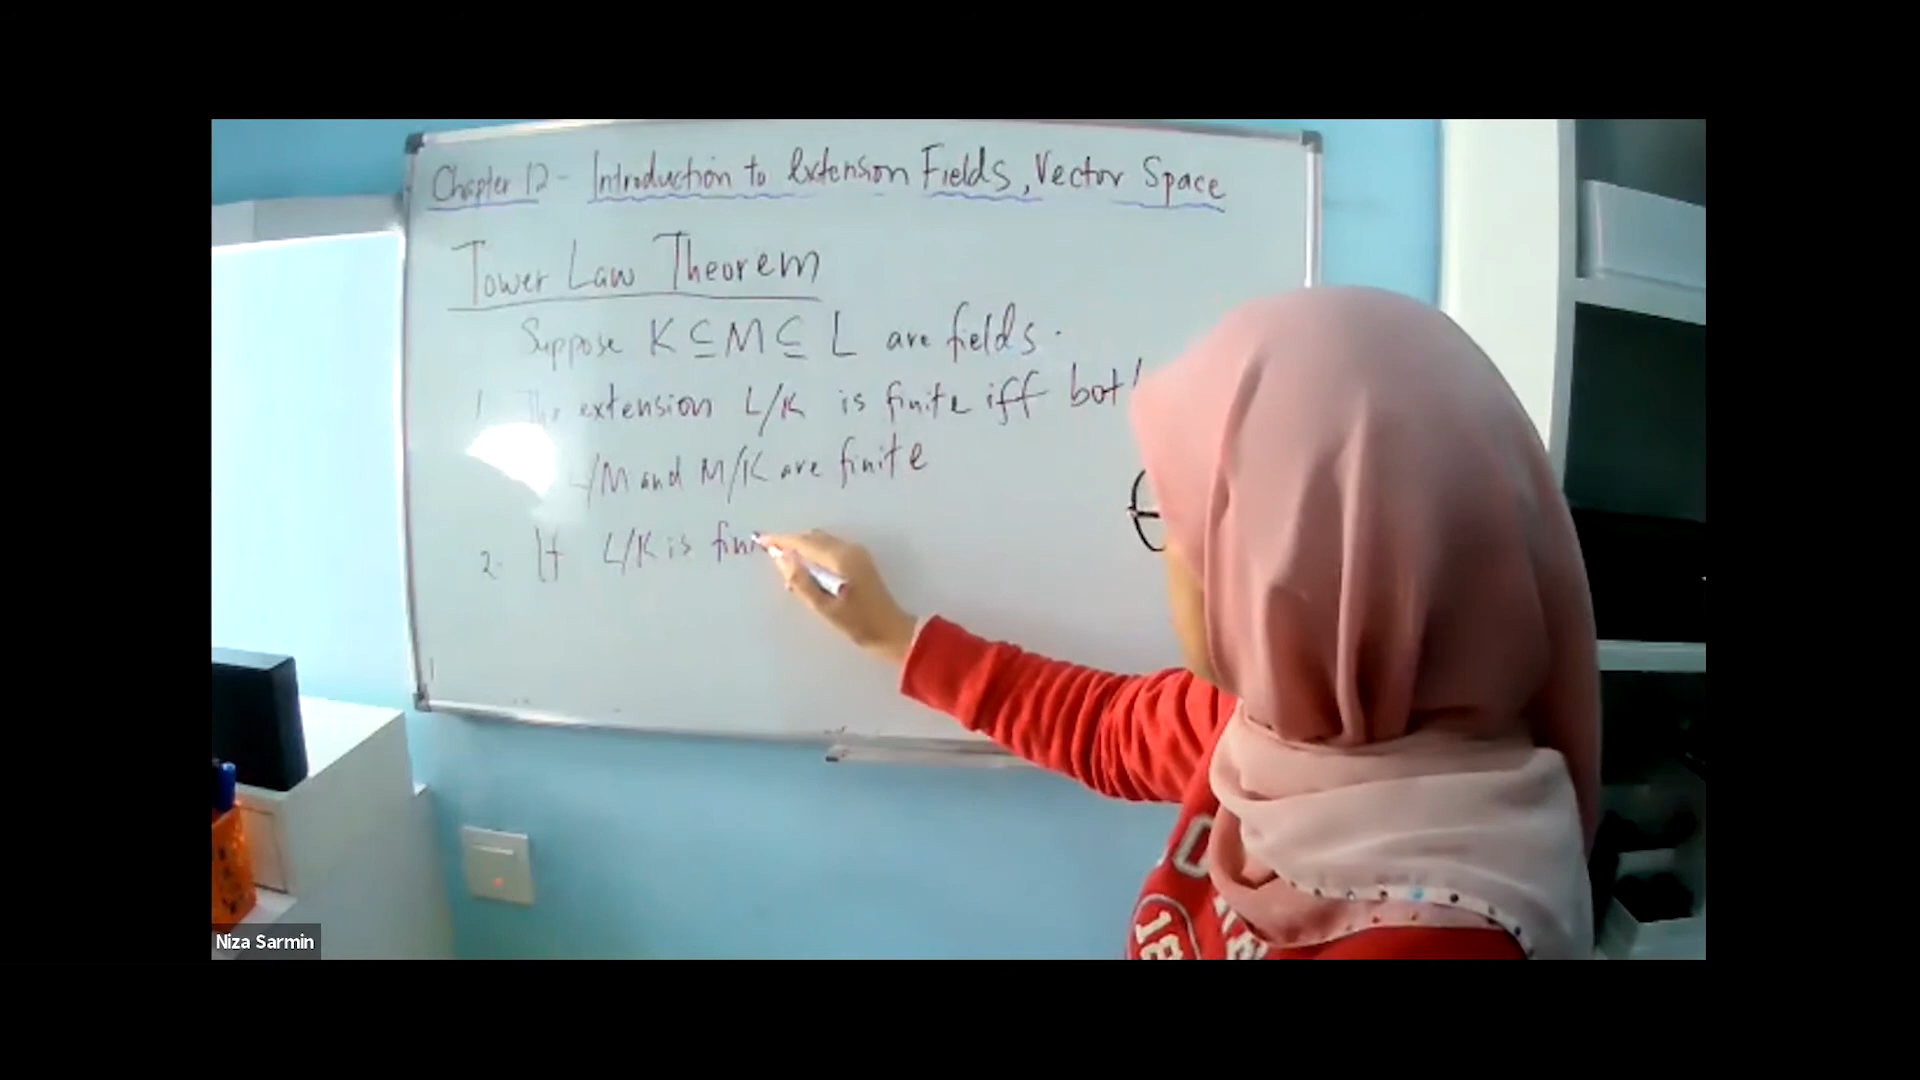 Chapter 12 - Introduction to Extension Fields, Vector Space
Tower Law Theorem
Suppose K ⊆ M ⊆ L are fields.
1. The extension L/K is finite iff
/M and M/K are finite
2. If L/K is
18
Niza Sarmin